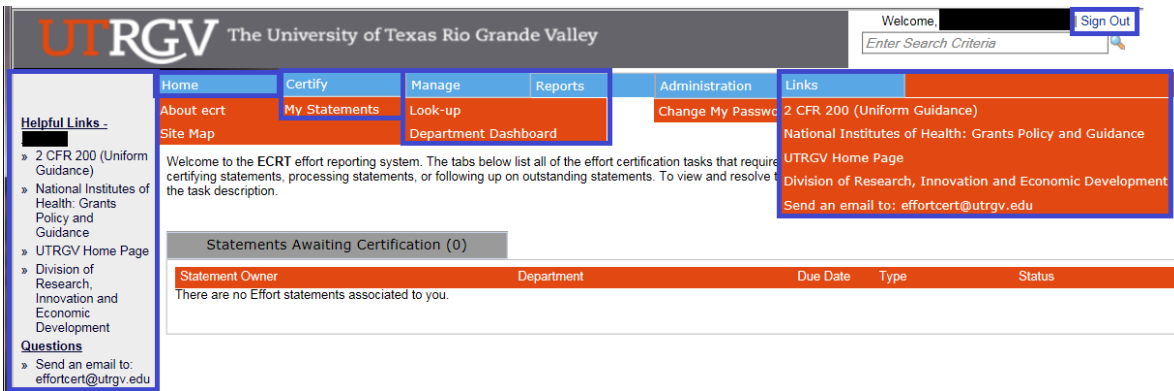 UTRGV The University of Texas Rio Grande Valley
Welcome, | Sign Out
Enter Search Criteria
Home Certify Manage Reports Administration Links
About ecrt
Site Map
My Statements
Look-up
Department Dashboard
Change My Passwo
2 CFR 200 (Uniform Guidance)
National Institutes of Health: Grants Policy and Guidance
UTRGV Home Page
Division of Research, Innovation and Economic Development
Send an email to: effortcert@utrgv.edu
Helpful Links -
» 2 CFR 200 (Uniform
Guidance)
» National Institutes of
Health: Grants
Policy and
Guidance
» UTRGV Home Page
» Division of
Research,
Innovation and
Economic
Development
Questions
» Send an email to:
effortcert@utrgv.edu
Welcome to the ECRT effort reporting system. The tabs below list all of the effort certification tasks that require
certifying statements, processing statements, or following up on outstanding statements. To view and resolve t
the task description.
Statements Awaiting Certification (0)
Statement Owner Department Due Date Type Status
There are no Effort statements associated to you.